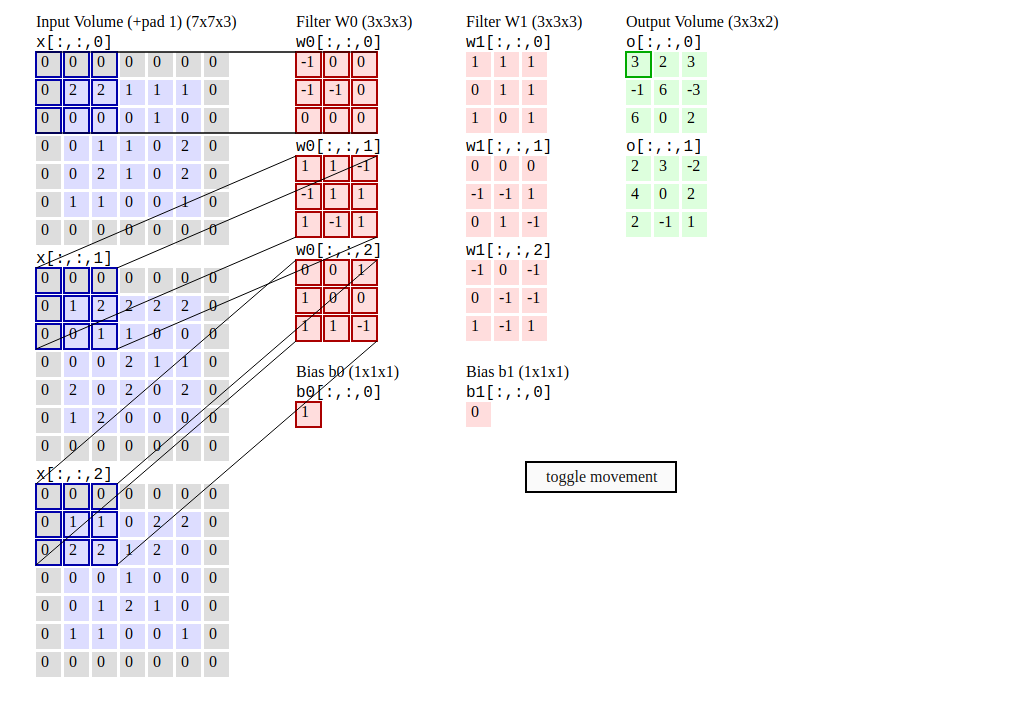 Input Volume (+pad 1) (7x7x3)
x[:,:,0]
0 0 0 0 0 0 0
0 2 2 1 1 1 0
0 0 0 0 1 0 0
0 0 1 1 0 2 0
0 0 2 1 0 2 0
0 1 1 0 0 1 0
0 0 0 0 0 0 0
x[:,:,1]
0 0 0 0 0 0 0
0 1 2 2 2 2 0
0 0 1 1 0 0 0
0 0 0 2 1 1 0
0 2 0 2 0 2 0
0 1 2 0 0 0 0
0 0 0 0 0 0 0
x[:,:,2]
0 0 0 0 0 0 0
0 1 1 0 2 2 0
0 2 2 1 2 0 0
0 0 0 1 0 0 0
0 0 1 2 1 0 0
0 1 1 0 0 1 0
0 0 0 0 0 0 0
Filter W0 (3x3x3)
w0[:,:,0]
-1 0 0
-1 -1 0
0 0 0
w0[:,:,1]
1 1 -1
-1 1 1
1 -1 1
w0[:,:,2]
0 0 1
1 0 0
1 1 -1
Bias b0 (1x1x1)
b0[:,:,0]
1
Filter W1 (3x3x3)
w1[:,:,0]
1 1 1
0 1 1
1 0 1
w1[:,:,1]
0 0 0
-1 -1 1
0 1 -1
w1[:,:,2]
-1 0 -1
0 -1 -1
1 -1 1
Bias b1 (1x1x1)
b1[:,:,0]
0
Output Volume (3x3x2)
o[:,:,0]
3 2 3
-1 6 -3
6 0 2
o[:,:,1]
2 3 -2
4 0 2
2 -1 1
toggle movement